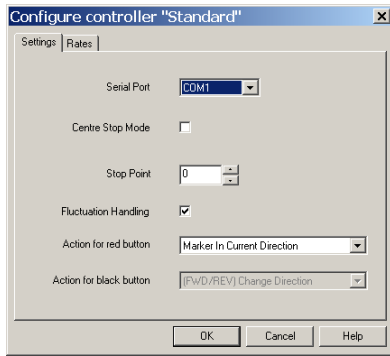 Configure controller "Standard"
Settings Rates
Serial Port COM1
Centre Stop Mode
Stop Point 0
Fluctuation Handling
Action for red button Marker In Current Direction
Action for black button (FWD/REV) Change Direction
OK Cancel Help